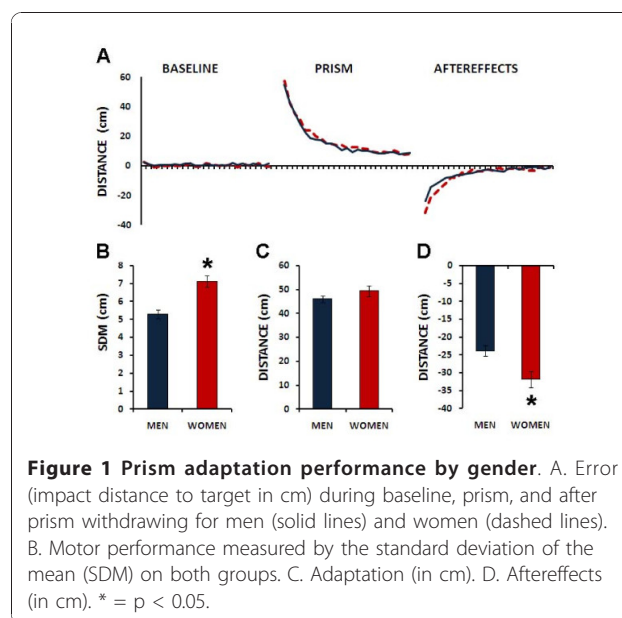 A
BASELINE PRISM AFTEREFFECTS
DISTANCE (cm)
60
40
20
0
-20
-40
B * C D
SDM (cm)
8
7
6
5
4
3
2
1
0
MEN WOMEN
DISTANCE (cm)
60
50
40
30
20
10
0
MEN WOMEN
DISTANCE (cm)
0
-5
-10
-15
-20
-25
-30
-35
-40
*
MEN WOMEN
Figure 1 Prism adaptation performance by gender. A. Error
(impact distance to target in cm) during baseline, prism, and after
prism withdrawing for men (solid lines) and women (dashed lines).
B. Motor performance measured by the standard deviation of the
mean (SDM) on both groups. C. Adaptation (in cm). D. Aftereffects
(in cm). * = p < 0.05.